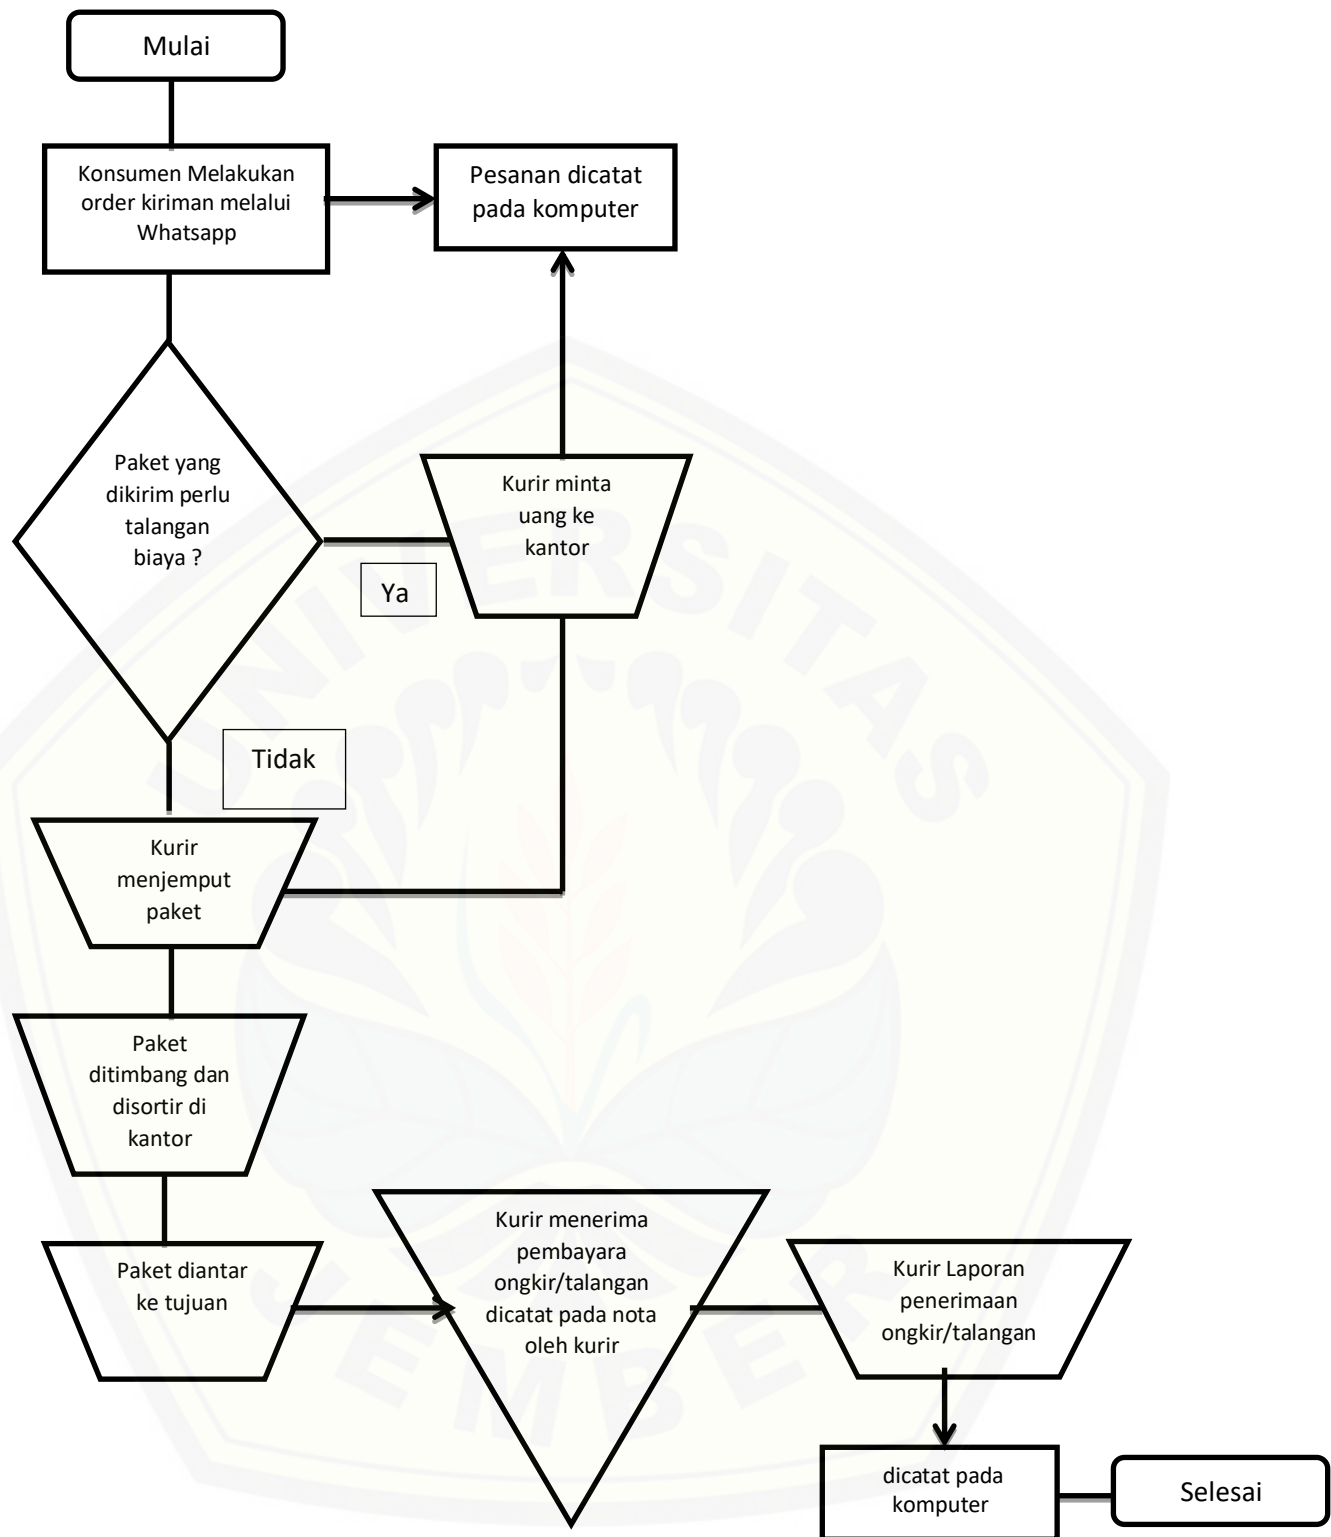 Mulai
Konsumen Melakukan
order kiriman melalui
Whatsapp
Pesanan dicatat
pada komputer
Paket yang
dikirim perlu
talangan
biaya ?
Kurir minta
uang ke
kantor
Ya
Tidak
Kurir
menjemput
paket
Paket
ditimbang dan
disortir di
kantor
Paket diantar
ke tujuan
Kurir menerima
pembayara
ongkir/talangan
dicatat pada nota
oleh kurir
Kurir Laporan
penerimaan
ongkir/talangan
dicatat pada
komputer
Selesai
UNIVERSITAS
JEMBER